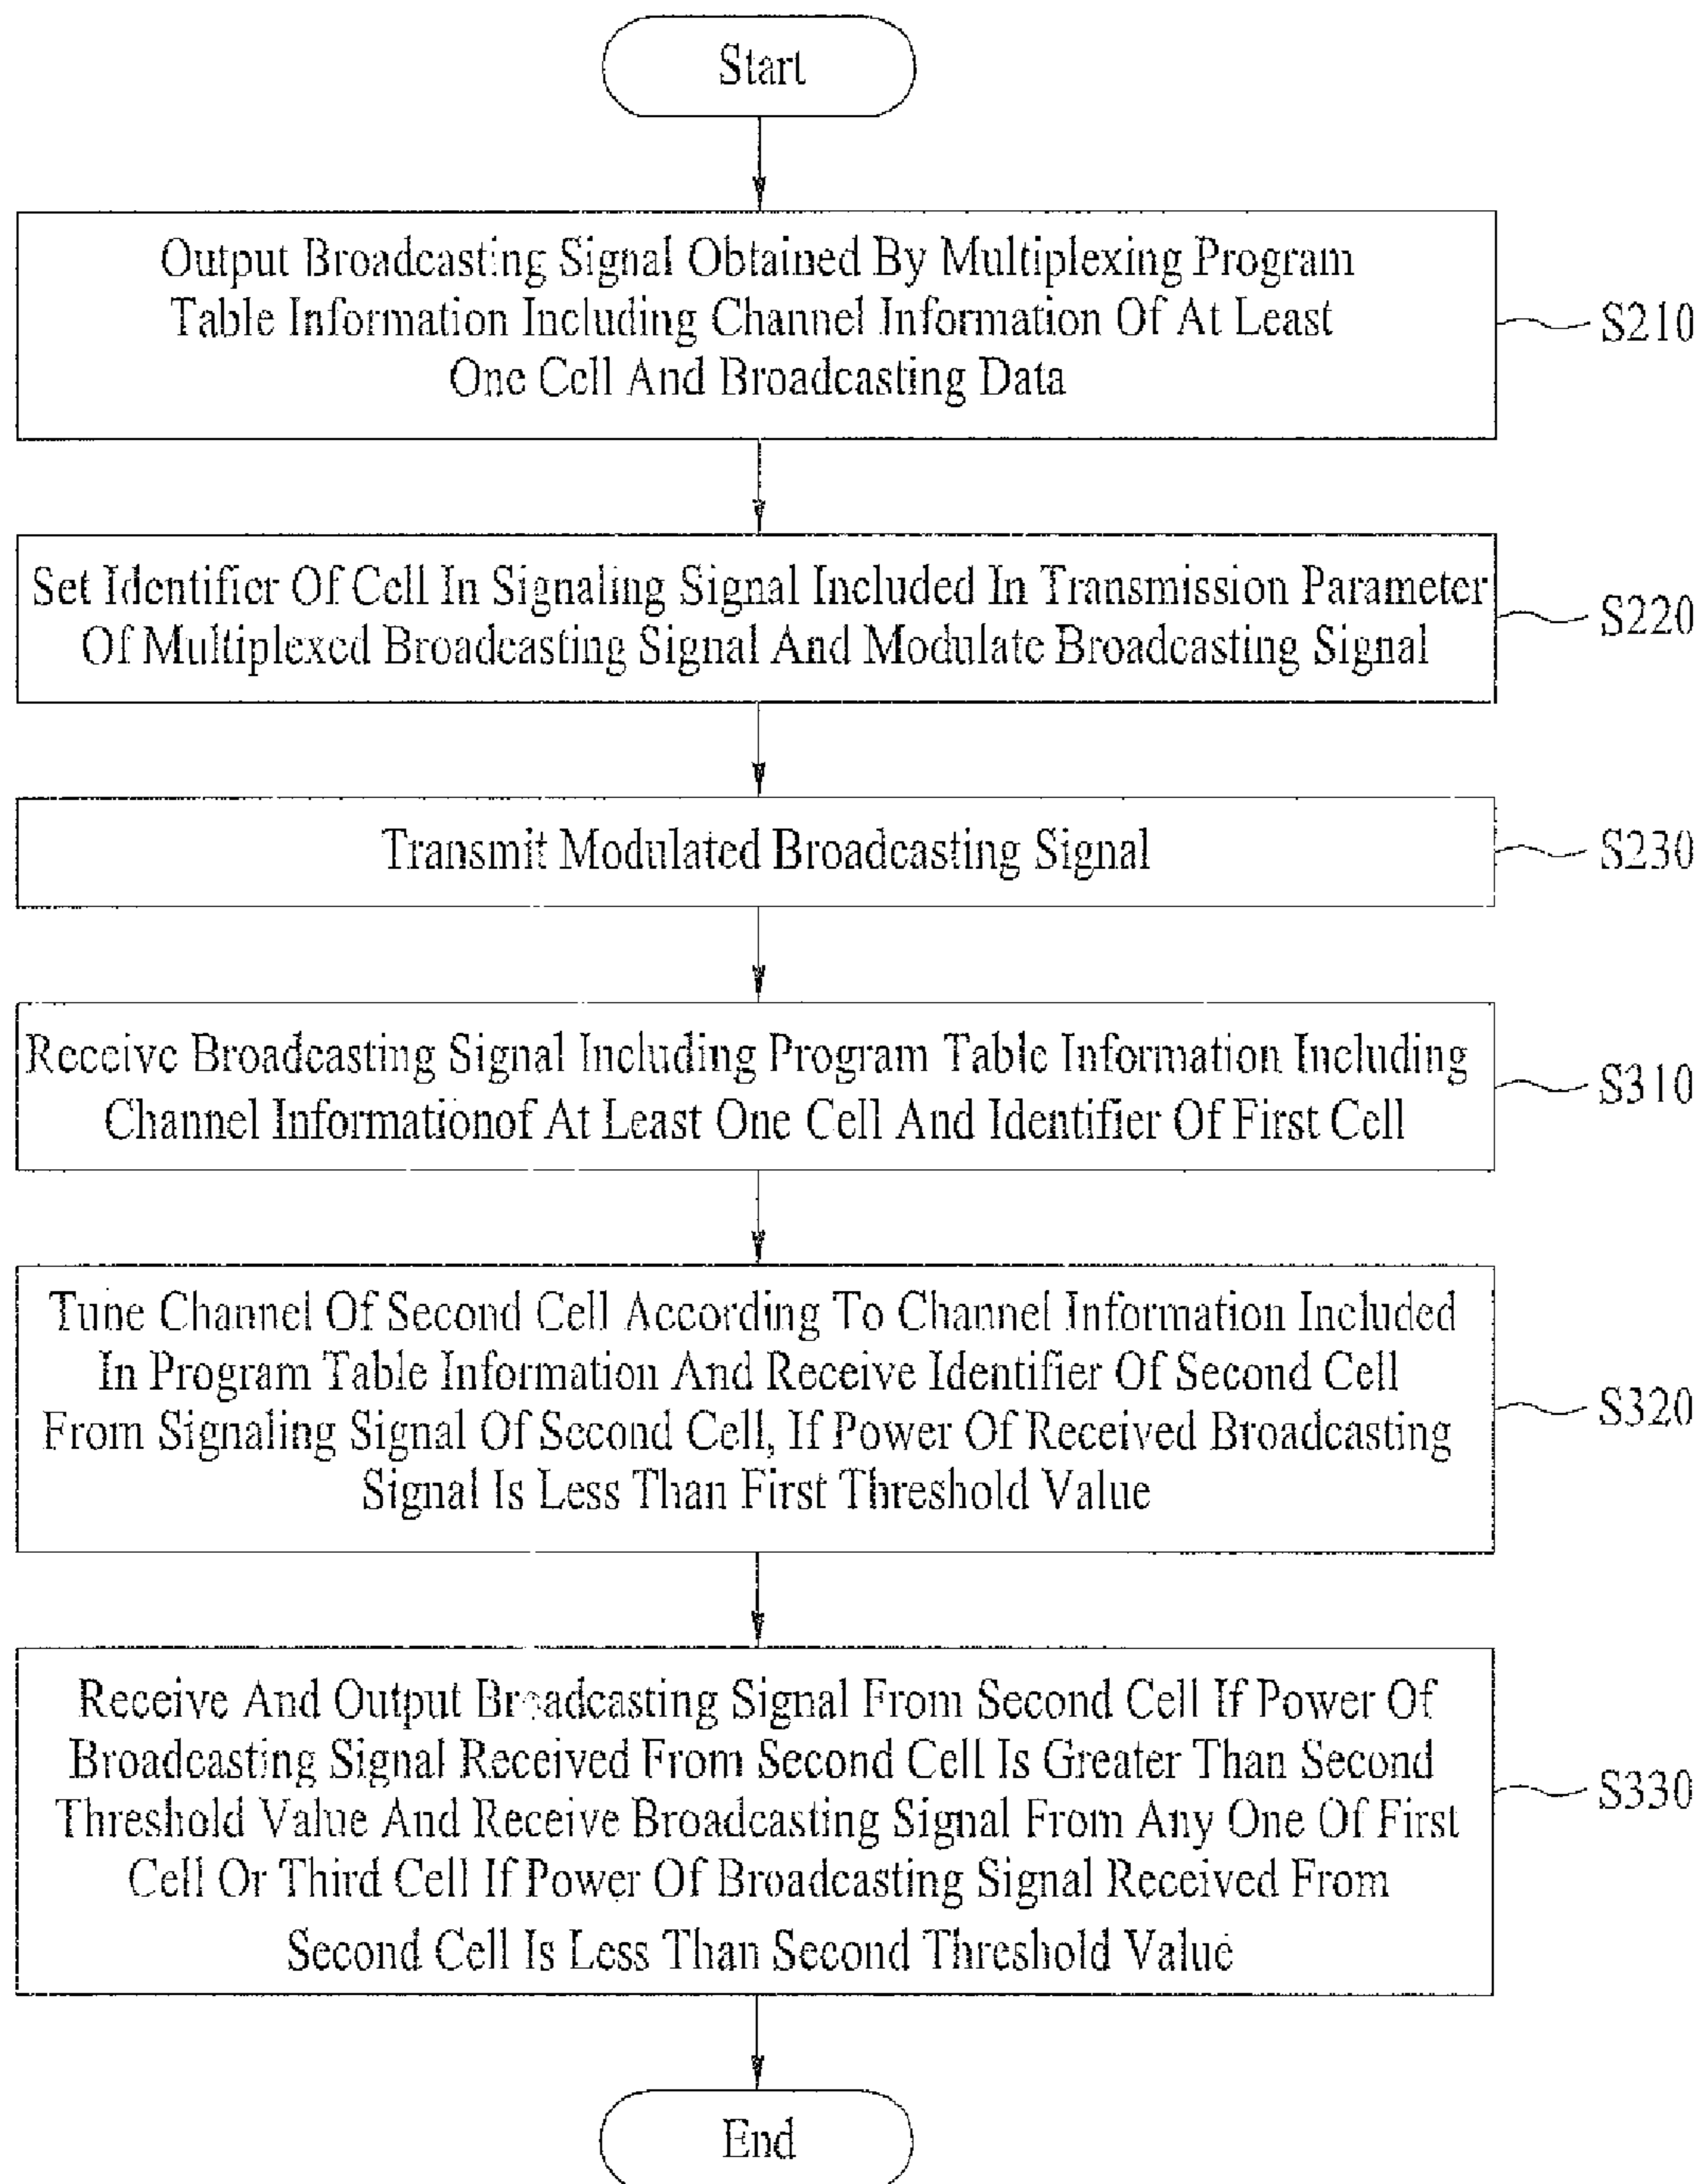 Start
Output Broadcasting Signal Obtained By Multiplexing Program
Table Information Including Channel Information Of At Least
One Cell And Broadcasting Data
S210
Set Identifier Of Cell In Signaling Signal Included In Transmission Parameter
Of Multiplexed Broadcasting Signal And Modulate Broadcasting Signal
S220
Transmit Modulated Broadcasting Signal
S230
Receive Broadcasting Signal Including Program Table Information Including
Channel Informationof At Least One Cell And Identifier Of First Cell
S310
Tune Channel Of Second Cell According To Channel Information Included
In Program Table Information And Receive Identifier Of Second Cell
From Signaling Signal Of Second Cell, If Power Of Received Broadcasting
Signal Is Less Than First Threshold Value
S320
Receive And Output Broadcasting Signal From Second Cell If Power Of
Broadcasting Signal Received From Second Cell Is Greater Than Second
Threshold Value And Receive Broadcasting Signal From Any One Of First
Cell Or Third Cell If Power Of Broadcasting Signal Received From
Second Cell Is Less Than Second Threshold Value
S330
End